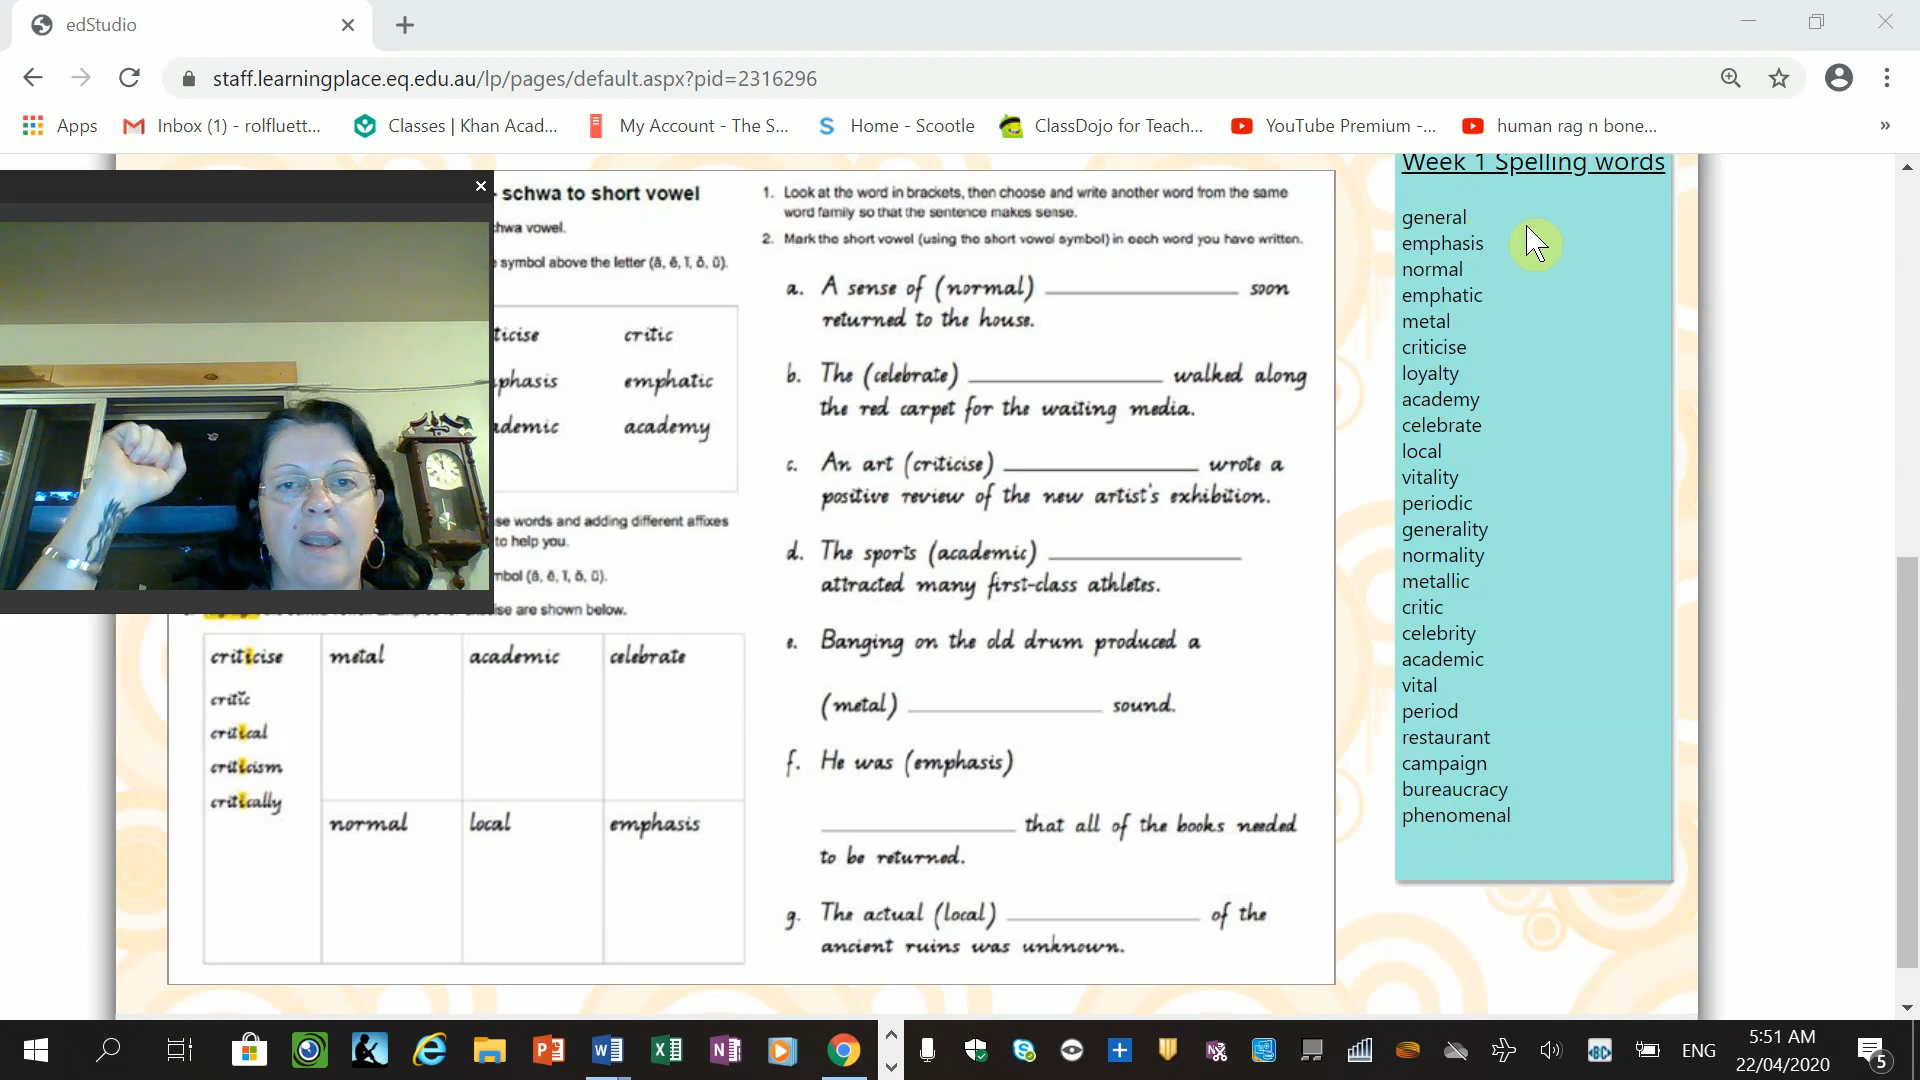 edStudio
staff.learningplace.eq.edu.au/lp/pages/default.aspx?pid=2316296
Apps
Inbox (1) - rolfluett...
Classes | Khan Acad...
My Account - The S...
Home - Scootle
ClassDojo for Teach...
YouTube Premium -...
human rag n bone...
schwa to short vowel
hwa vowel.
symbol above the letter (ă, ĕ, ĭ, ŏ, ŭ).
ticise critic
phasis emphatic
demic academy
se words and adding different affixes
to help you.
mbol (ă, ĕ, ĭ, ŏ, ŭ).
ise are shown below.
criticise metal academic celebrate
critĭc
critical
criticism
critically
normal local emphasis
1. Look at the word in brackets, then choose and write another word from the same
word family so that the sentence makes sense.
2. Mark the short vowel (using the short vowel symbol) in each word you have written.
a. A sense of (normal) ____________ soon
returned to the house.
b. The (celebrate) ____________ walked along
the red carpet for the waiting media.
c. An art (criticise) ____________ wrote a
positive review of the new artist's exhibition.
d. The sports (academic) ____________
attracted many first-class athletes.
e. Banging on the old drum produced a
(metal) ____________ sound.
f. He was (emphasis)
____________ that all of the books needed
to be returned.
g. The actual (local) ____________ of the
ancient ruins was unknown.
Week 1 Spelling words
general
emphasis
normal
emphatic
metal
criticise
loyalty
academy
celebrate
local
vitality
periodic
generality
normality
metallic
critic
celebrity
academic
vital
period
restaurant
campaign
bureaucracy
phenomenal
ENG
5:51 AM
22/04/2020
5